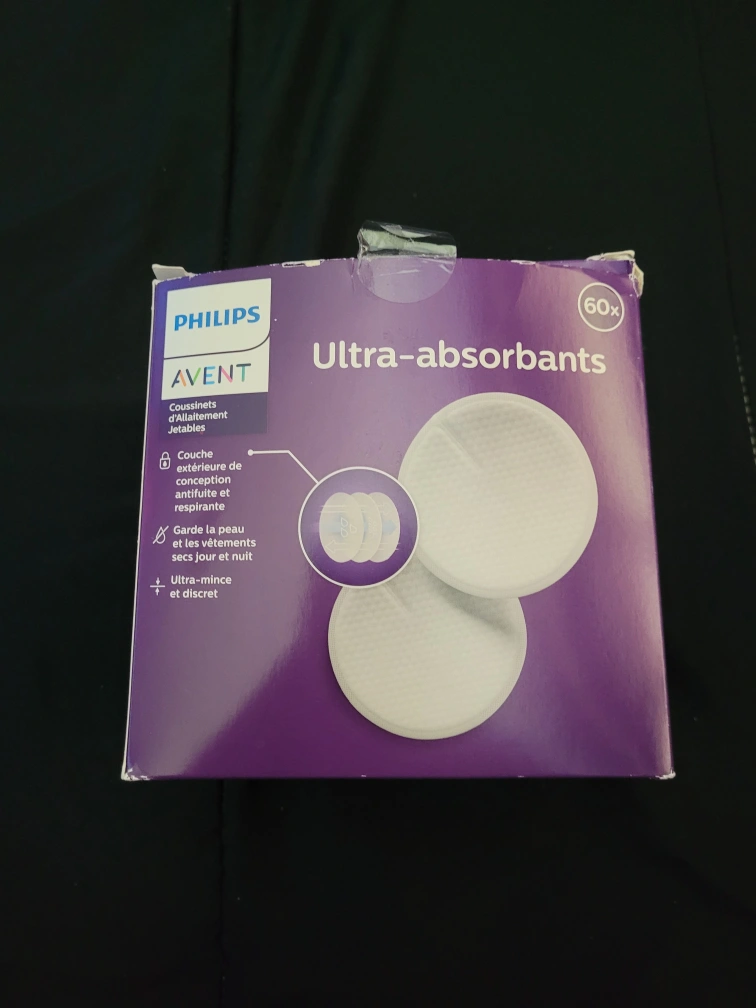 PHILIPS
AVENT
Coussinets
d'Allaitement
Jetables
60x
Ultra-absorbants
Couche
extérieure de
conception
antifuite et
respirante
Garde la peau
et les vêtements
secs jour et nuit
Ultra-mince
et discret